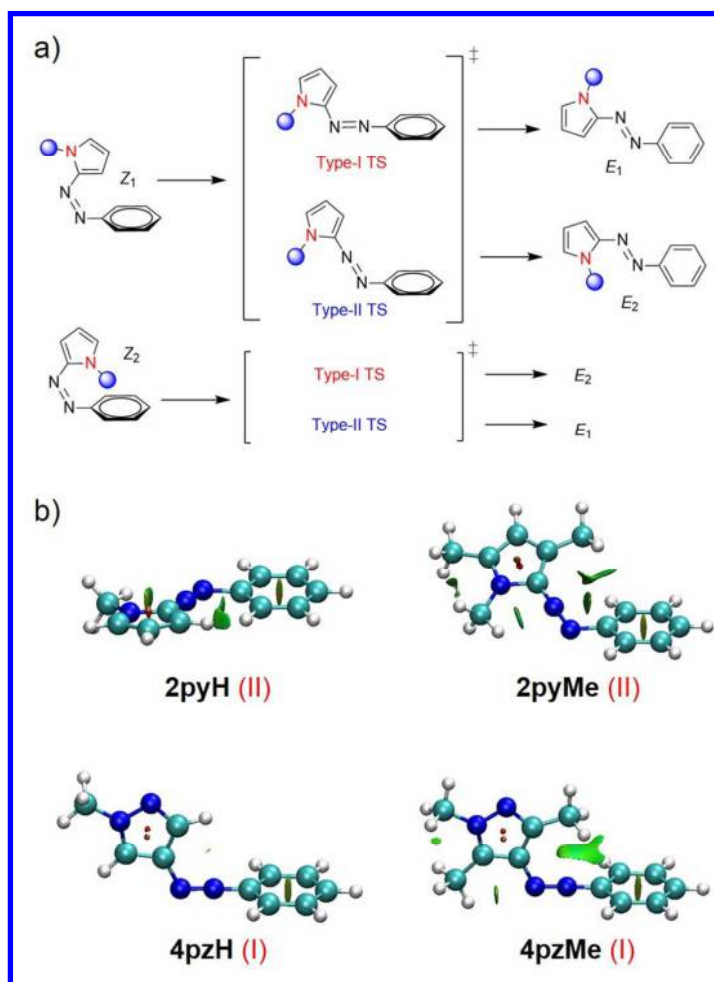 a)
‡
N
N=N
Type-I TS
N
N
N
Z₁
N
N
N
E₁
N
N
N
Type-II TS
N
N
N
E₂
‡
N
Z₂
N
N
Type-I TS
E₂
Type-II TS
E₁
b)
2pyH (II)
2pyMe (II)
4pzH (I)
4pzMe (I)